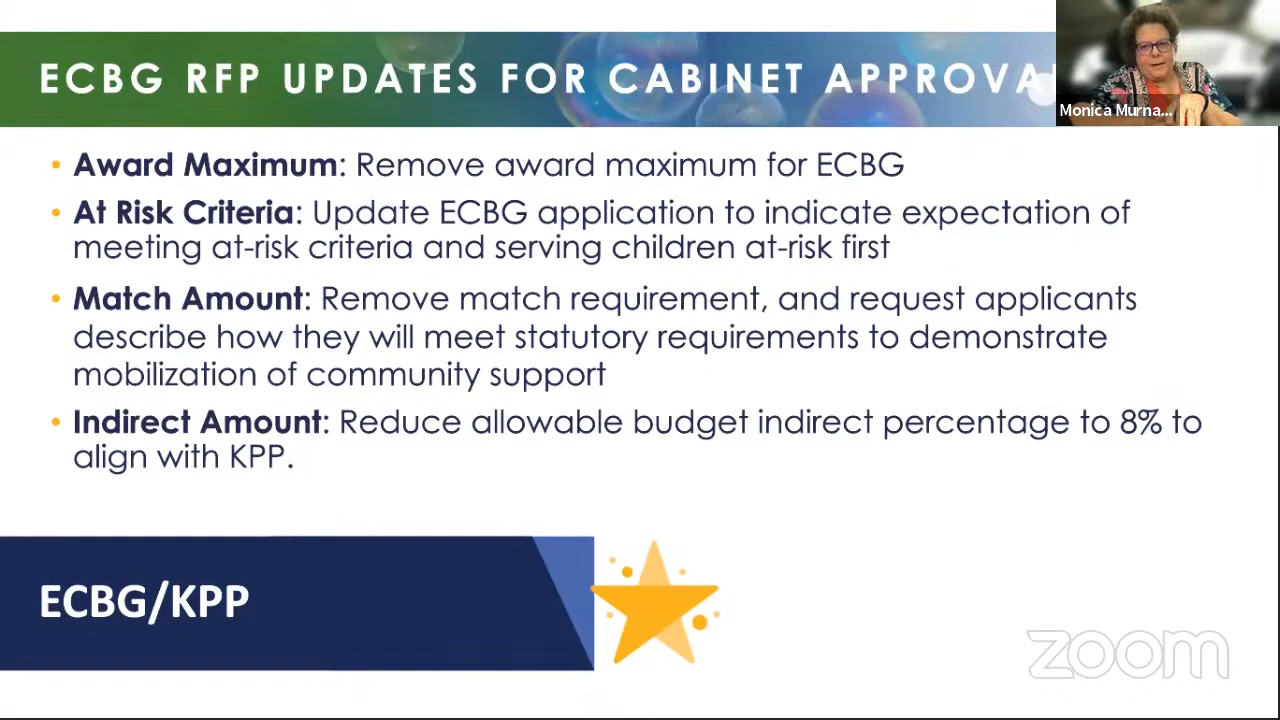 ECBG RFP UPDATES FOR CABINET APPROVA
Monica Murna...
• Award Maximum: Remove award maximum for ECBG
• At Risk Criteria: Update ECBG application to indicate expectation of
meeting at-risk criteria and serving children at-risk first
• Match Amount: Remove match requirement, and request applicants
describe how they will meet statutory requirements to demonstrate
mobilization of community support
• Indirect Amount: Reduce allowable budget indirect percentage to 8% to
align with KPP.
ECBG/KPP
zoom